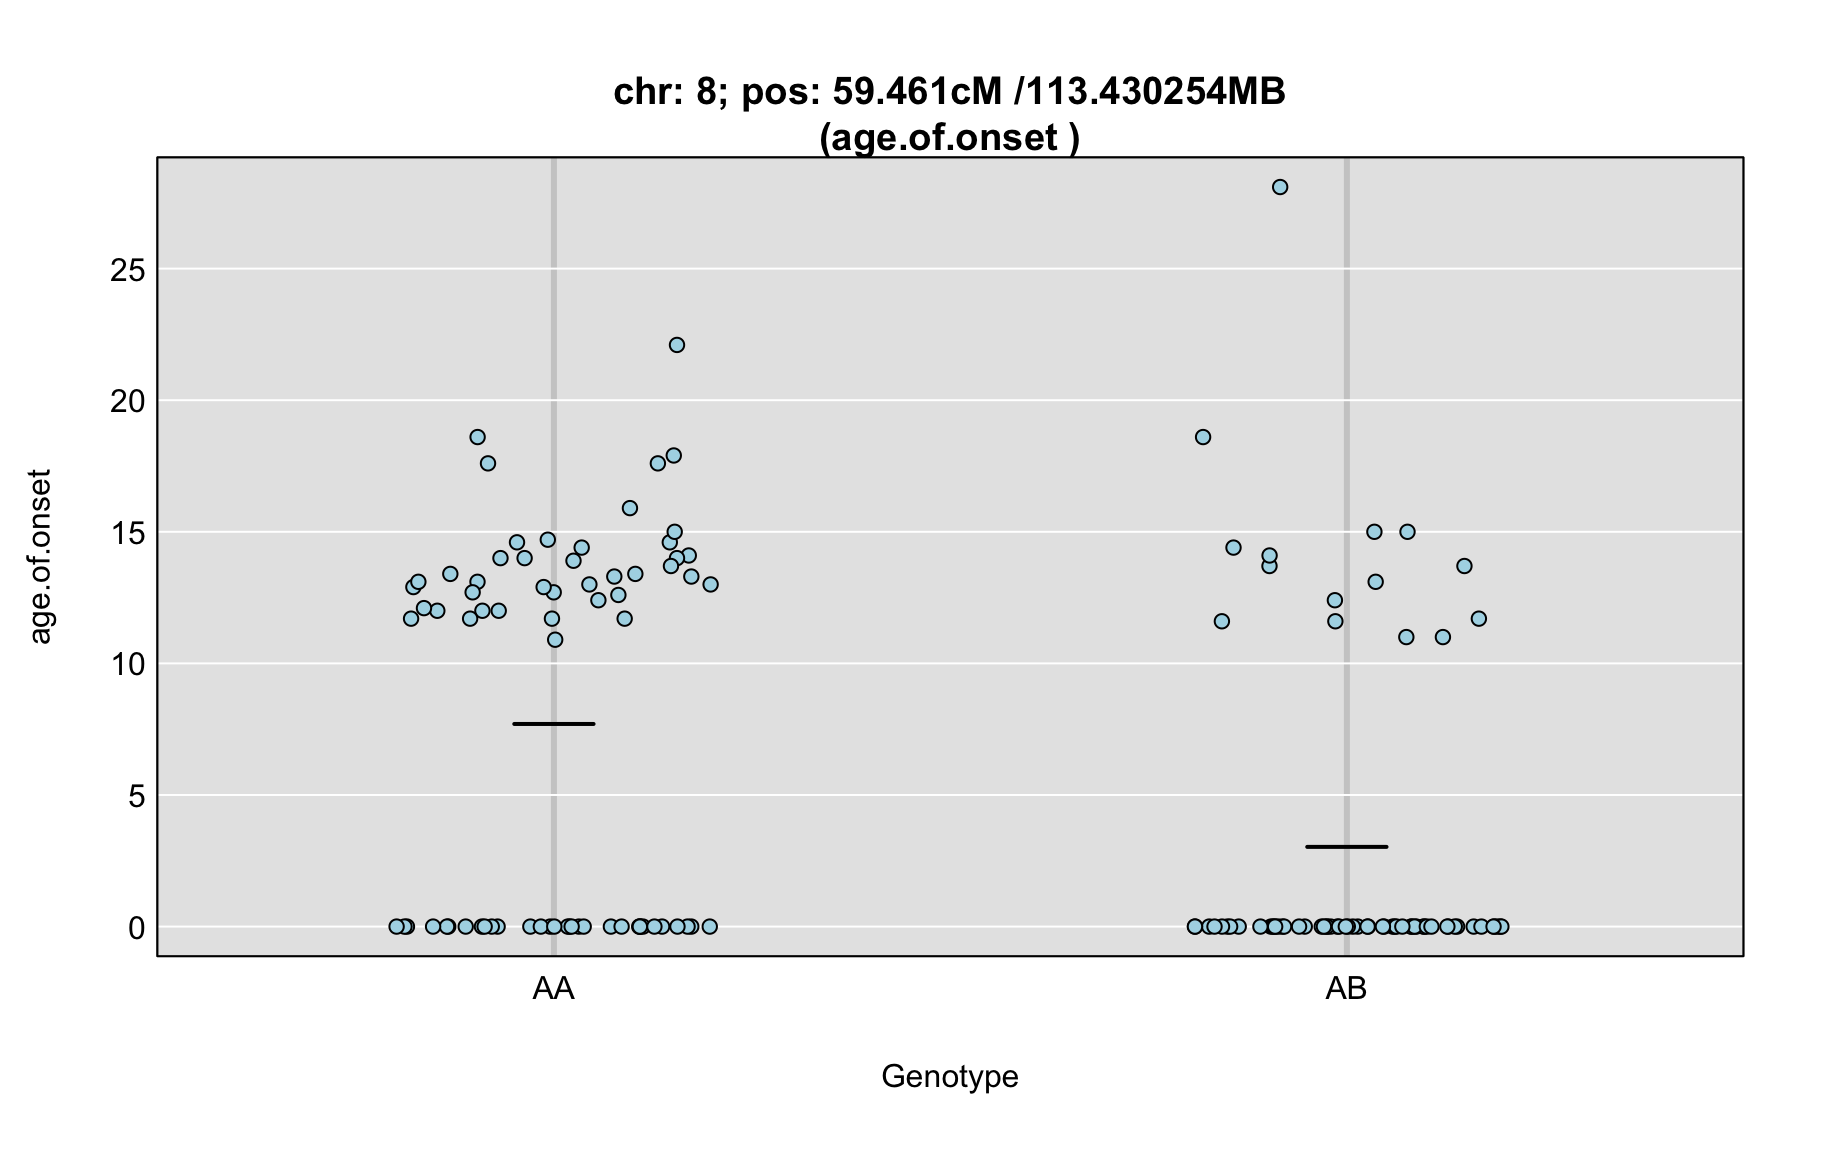 chr: 8; pos: 59.461cM /113.430254MB
(age.of.onset )
age.of.onset
25
20
15
10
5
0
AA
AB
Genotype